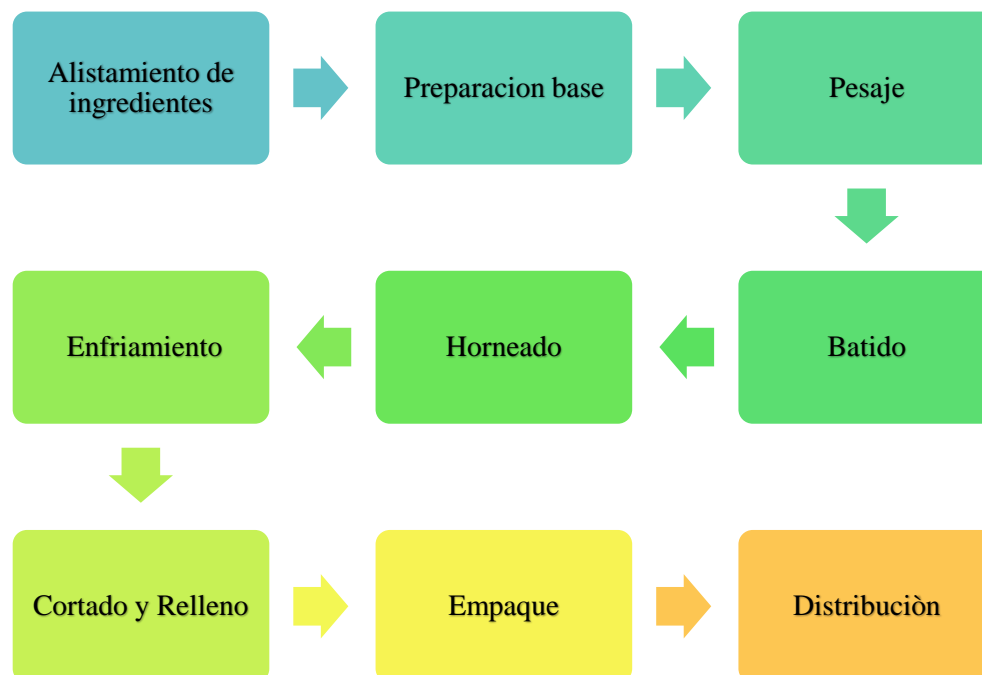 Alistamiento de
ingredientes
Preparacion base
Pesaje
Batido
Horneado
Enfriamiento
Cortado y Relleno
Empaque
Distribuciòn